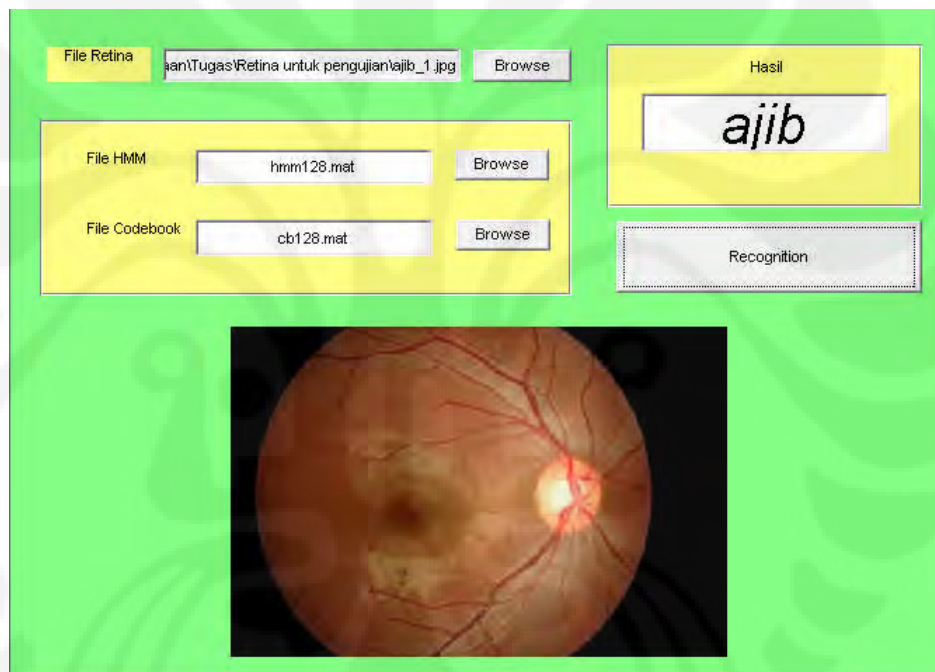 File Retina
aan\Tugas\Retina untuk pengujian\ajib_1.jpg
Browse
Hasil
ajib
File HMM
hmm128.mat
Browse
File Codebook
cb128.mat
Browse
Recognition